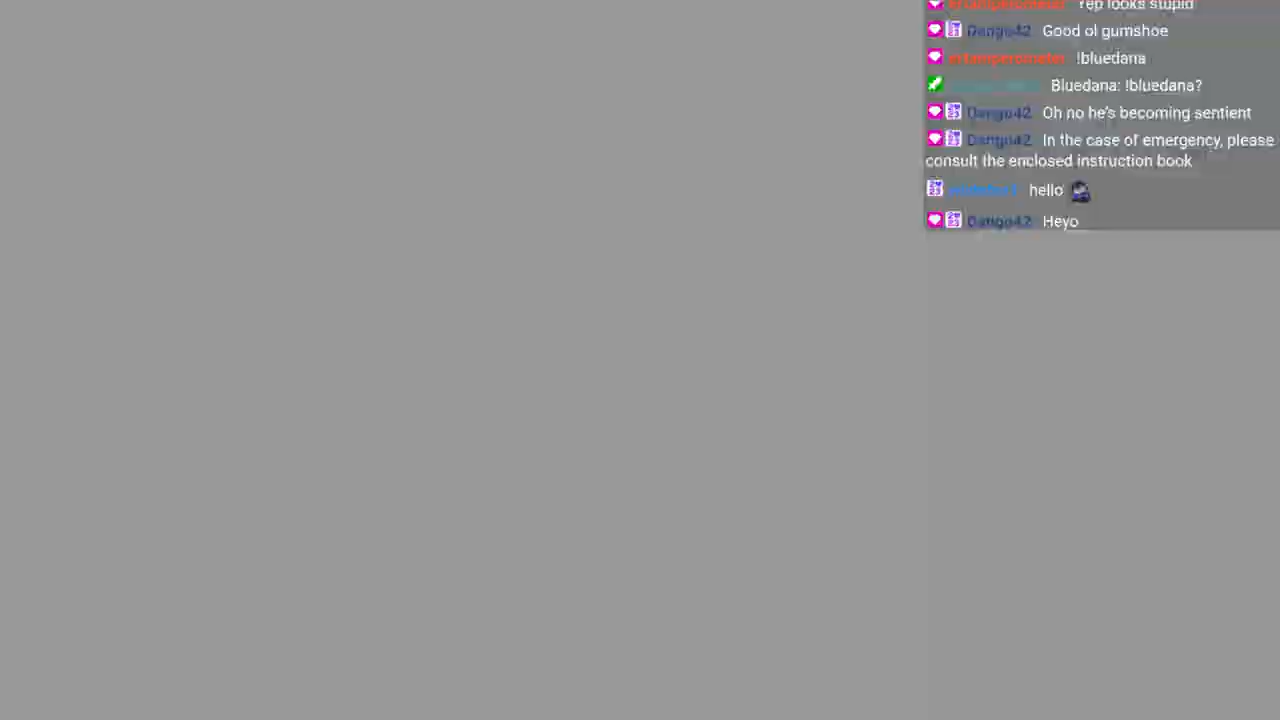 Yep looks stupid
Dango42 Good ol gumshoe
!bluedana
Bluedana: !bluedana?
Dango42 Oh no he's becoming sentient
Dango42 In the case of emergency, please
consult the enclosed instruction book
hello
Dango42 Heyo